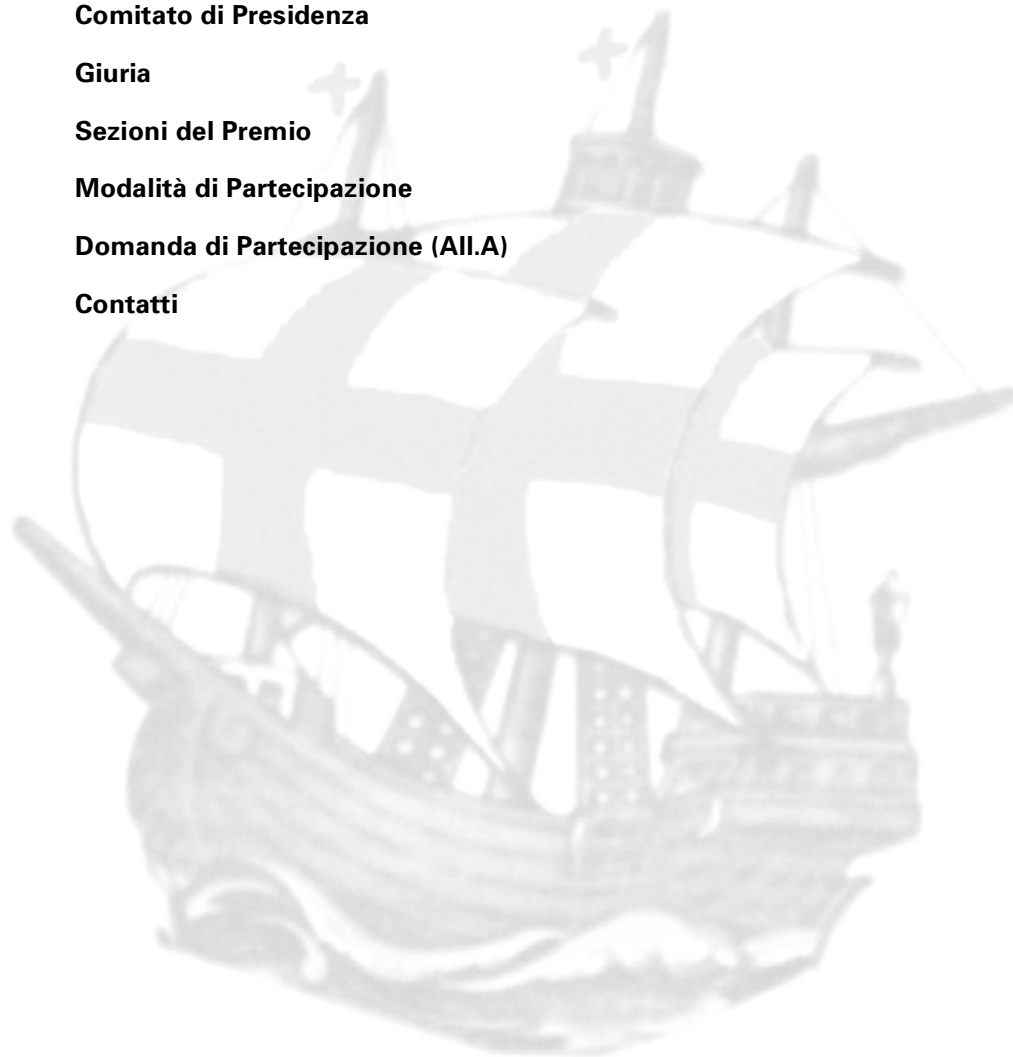 Comitato di Presidenza
Giuria
Sezioni del Premio
Modalità di Partecipazione
Domanda di Partecipazione (All.A)
Contatti